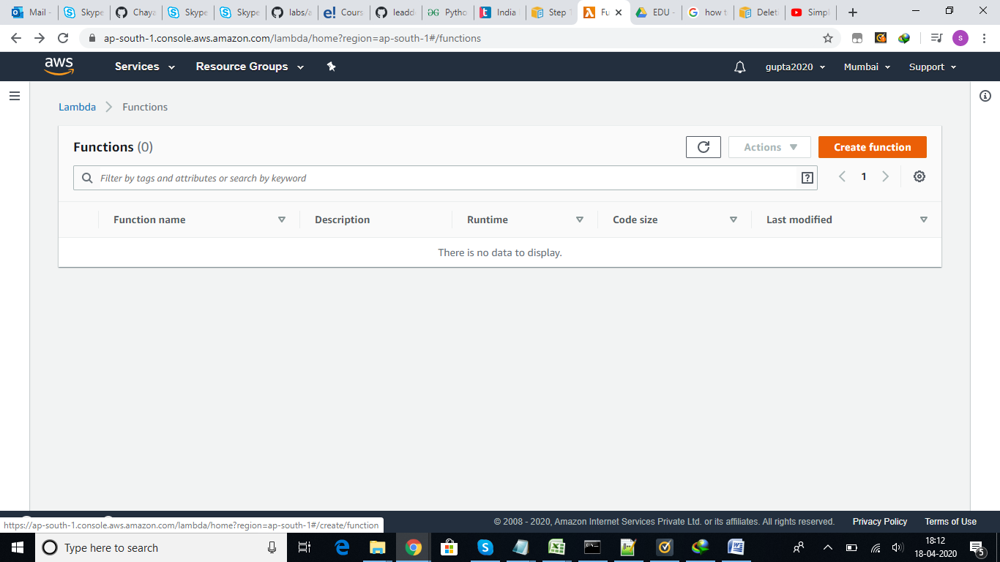 Mail - Skype Chaya Skype Skype labs/a Cours leadd Pytho India Step 1 Fu EDU - how t Delet Simpl
ap-south-1.console.aws.amazon.com/lambda/home?region=ap-south-1#/functions s
aws Services Resource Groups gupta2020 Mumbai Support
Lambda Functions
Functions (0) Actions Create function
Filter by tags and attributes or search by keyword ? 1
Function name Description Runtime Code size Last modified
There is no data to display.
© 2008 - 2020, Amazon Internet Services Private Ltd. or its affiliates. All rights reserved. Privacy Policy Terms of Use
https://ap-south-1.console.aws.amazon.com/lambda/home?region=ap-south-1#/create/function
Type here to search 18:12
18-04-2020 5